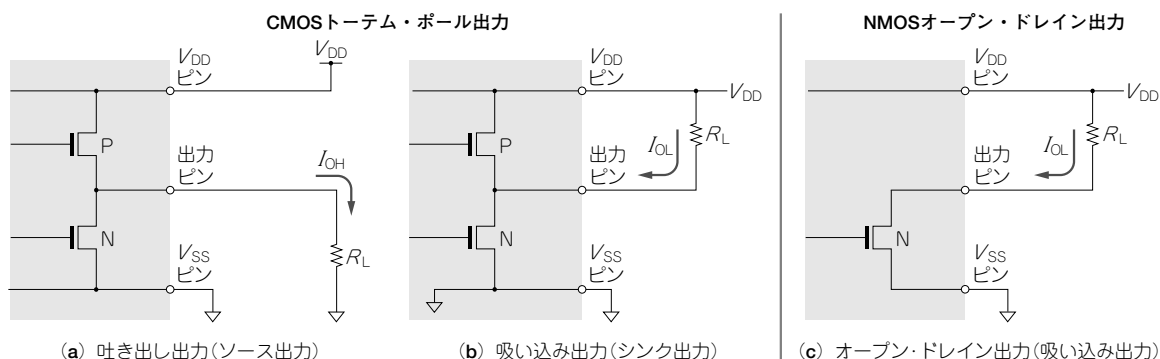 CMOSトーテム・ポール出力
NMOSオープン・ドレイン出力
VDD
ピン
VDD
P
出力
ピン
IOH
N
RL
VSS
ピン
(a) 吐き出し出力(ソース出力)
VDD
ピン
VDD
P
出力
ピン
IOL
RL
N
VSS
ピン
(b) 吸い込み出力(シンク出力)
VDD
ピン
VDD
出力
ピン
IOL
RL
N
VSS
ピン
(c) オープン・ドレイン出力(吸い込み出力)